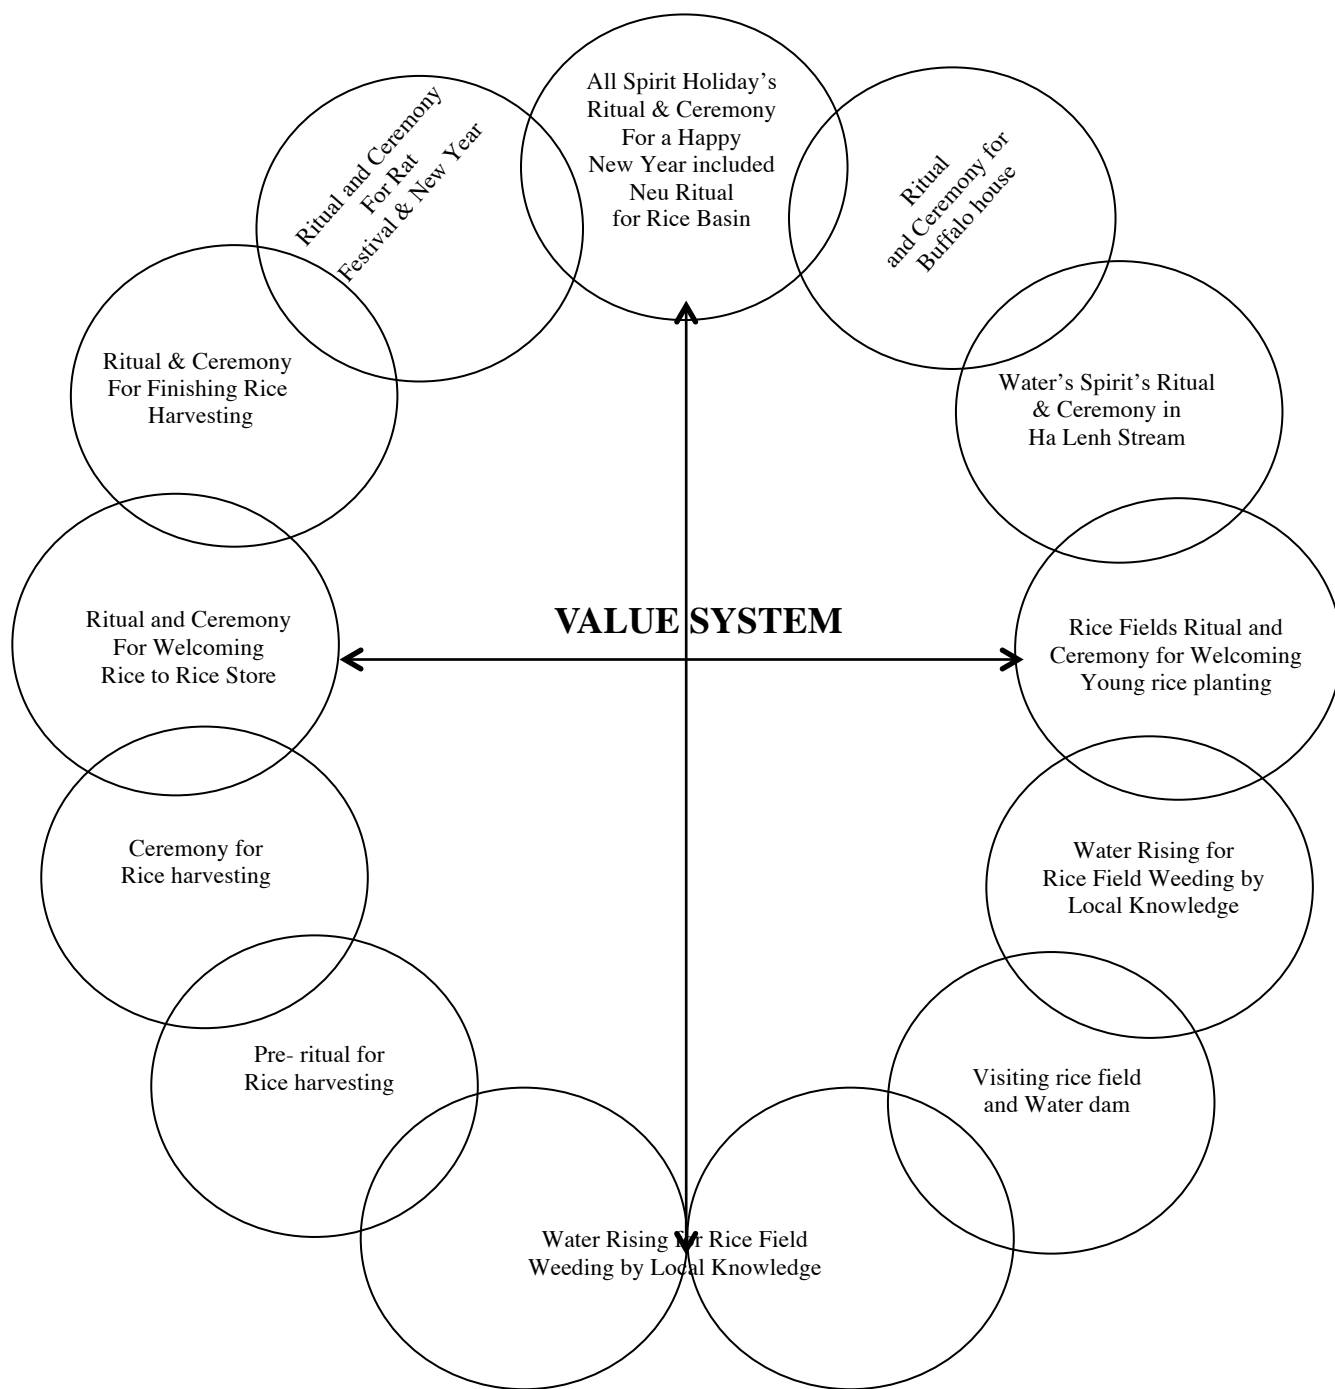 All Spirit Holiday's
Ritual & Ceremony
For a Happy
New Year included
Neu Ritual
for Rice Basin
Ritual
and Ceremony for
Buffalo house
Water's Spirit's Ritual
& Ceremony in
Ha Lenh Stream
Rice Fields Ritual and
Ceremony for Welcoming
Young rice planting
Water Rising for
Rice Field Weeding by
Local Knowledge
Visiting rice field
and Water dam
Water Rising for Rice Field
Weeding by Local Knowledge
Pre- ritual for
Rice harvesting
Ceremony for
Rice harvesting
Ritual and Ceremony
For Welcoming
Rice to Rice Store
Ritual & Ceremony
For Finishing Rice
Harvesting
Ritual and Ceremony
For Rat
Festival & New Year
VALUE SYSTEM